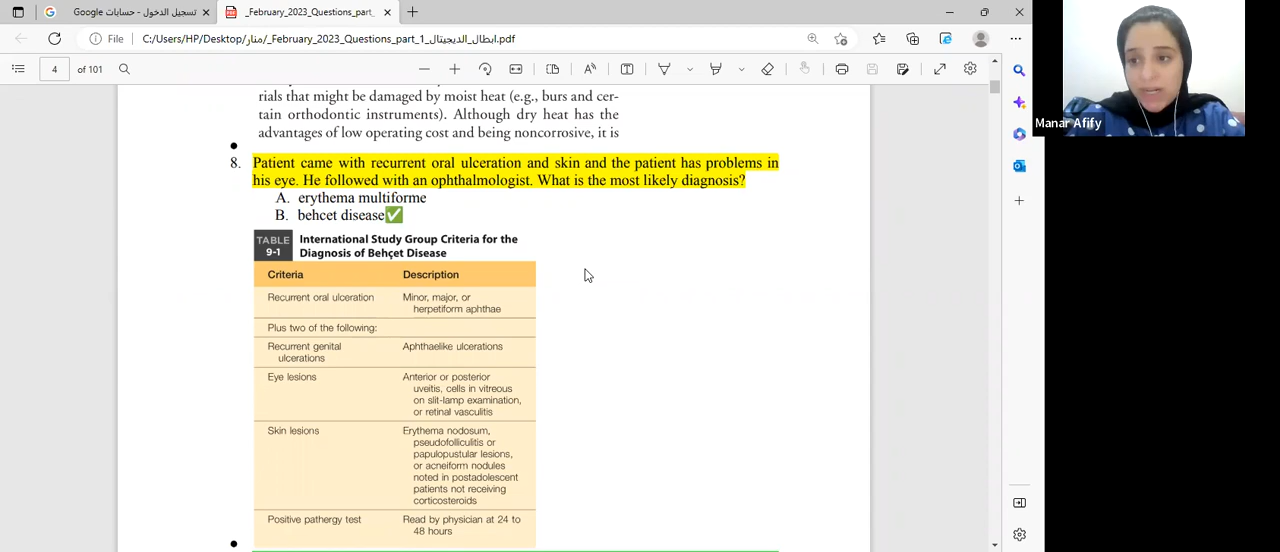 تسجيل الدخول - حسابات Google
_February_2023_Questions_part_
File
C:/Users/HP/Desktop/منار/_February_2023_Questions_part_1_ابطال_الديجيتال.pdf
4 of 101
rials that might be damaged by moist heat (e.g., burs and cer-
tain orthodontic instruments). Although dry heat has the
advantages of low operating cost and being noncorrosive, it is
8. Patient came with recurrent oral ulceration and skin and the patient has problems in
his eye. He followed with an ophthalmologist. What is the most likely diagnosis?
A. erythema multiforme
B. behcet disease✅
TABLE 9-1
International Study Group Criteria for the
Diagnosis of Behçet Disease
Criteria Description
Recurrent oral ulceration Minor, major, or
herpetiform aphthae
Plus two of the following:
Recurrent genital Aphthaelike ulcerations
ulcerations
Eye lesions Anterior or posterior
uveitis, cells in vitreous
on slit-lamp examination,
or retinal vasculitis
Skin lesions Erythema nodosum,
pseudofolliculitis or
papulopustular lesions,
or acneiform nodules
noted in postadolescent
patients not receiving
corticosteroids
Positive pathergy test Read by physician at 24 to
48 hours
Manar Afify